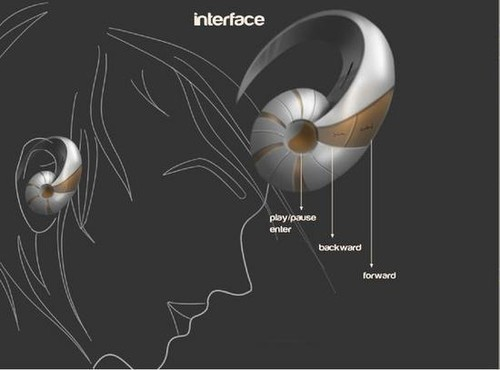 interface
play/pause
enter
backward
forward